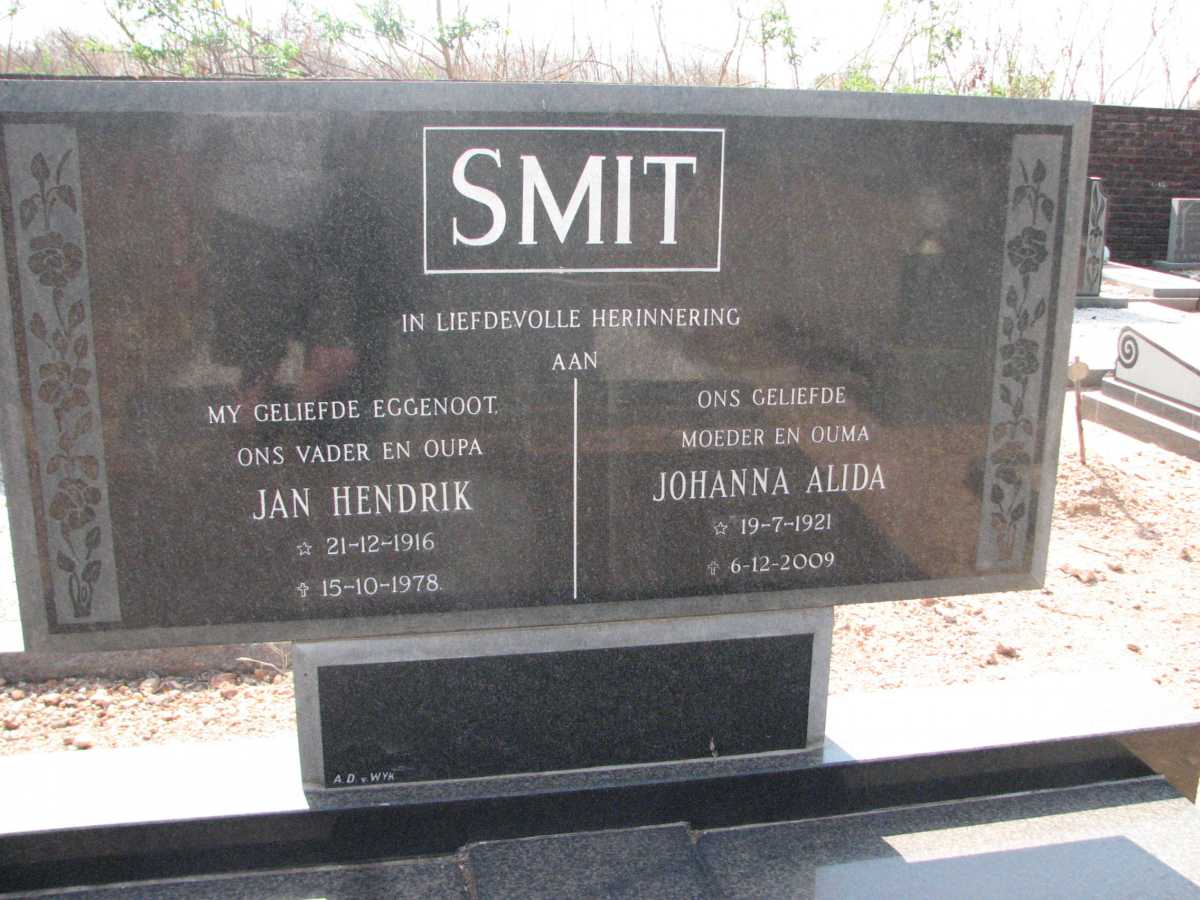 SMIT
IN LIEFDEVOLLE HERINNERING
AAN
MY GELIEFDE EGGENOOT.
ONS VADER EN OUPA
JAN HENDRIK
☆ 21-12-1916
✞ 15-10-1978.
ONS GELIEFDE
MOEDER EN OUMA
JOHANNA ALIDA
☆ 19-7-1921
✞ 6-12-2009
A.D. v. WYK